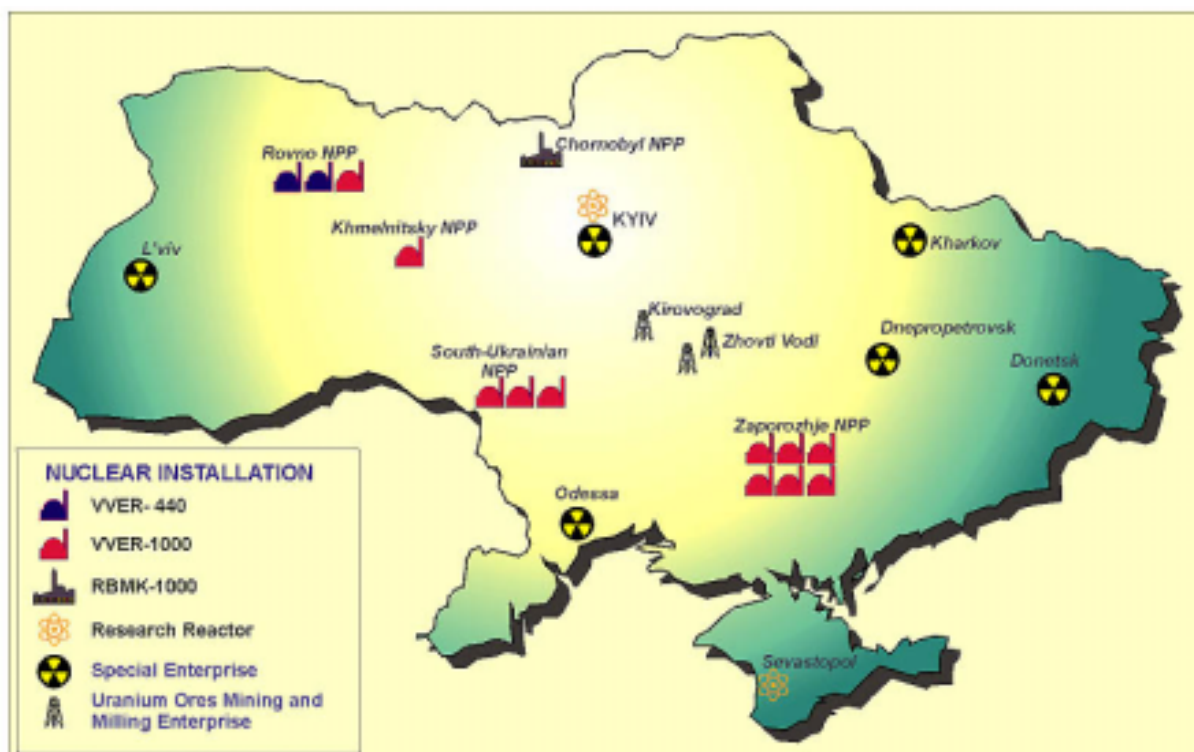 Chornobyl NPP
Rovno NPP
KYIV
Khmelnitsky NPP
L'viv
Kharkov
Kirovograd
Zhovti Vodi
Dnepropetrovsk
South-Ukrainian
NPP
Donetsk
Zaporozhje NPP
Odessa
Sevastopol
NUCLEAR INSTALLATION
VVER- 440
VVER-1000
RBMK-1000
Research Reactor
Special Enterprise
Uranium Ores Mining and
Milling Enterprise